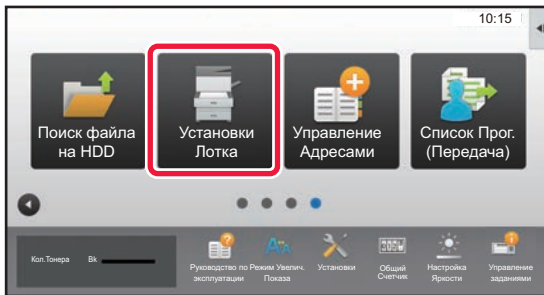 10:15
Поиск файла
на HDD
Установки
Лотка
Управление
Адресами
Список Прог.
(Передача)
Кол.Тонера Bk
Руководство по
эксплуатации
Режим Увелич.
Показа
Установки
Общий
Счетчик
Настройка
Яркости
Управление
заданиями